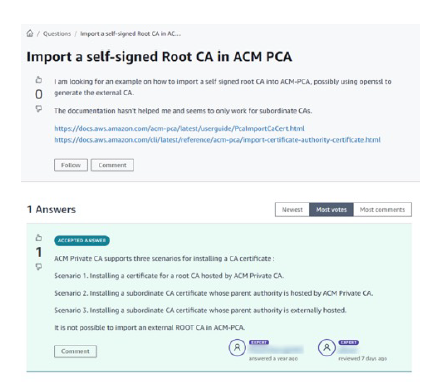 / Questions / Import a self-signed Root CA in AC...
Import a self-signed Root CA in ACM PCA
I am looking for an example on how to import a self signed root CA into ACM-PCA, possibly using openssl to
generate the external CA.
0
The documentation hasn't helped me and seems to only work for subordinate CAs.
https://docs.aws.amazon.com/acm-pca/latest/userguide/PcaImportCaCert.html
https://docs.aws.amazon.com/cli/latest/reference/acm-pca/import-certificate-authority-certificate.html
Follow Comment
1 Answers Newest Most votes Most comments
ACCEPTED ANSWER
1
ACM Private CA supports three scenarios for installing a CA certificate :
Scenario 1. Installing a certificate for a root CA hosted by ACM Private CA.
Scenario 2. Installing a subordinate CA certificate whose parent authority is hosted by ACM Private CA.
Scenario 3. Installing a subordinate CA certificate whose parent authority is externally hosted.
It is not possible to import an external ROOT CA in ACM-PCA.
Comment
EXPERT EXPERT
answered a year ago reviewed 7 days ago